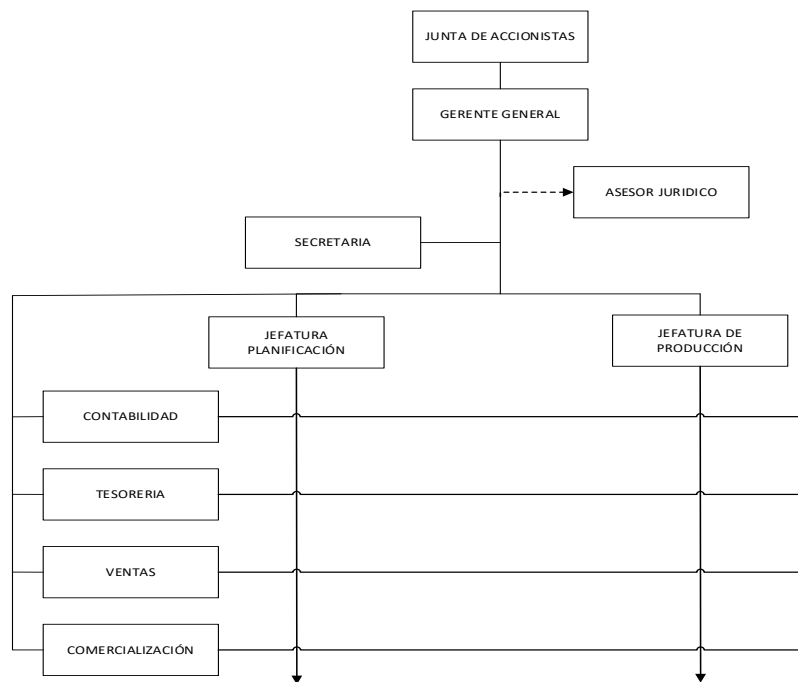 JUNTA DE ACCIONISTAS
GERENTE GENERAL
ASESOR JURIDICO
SECRETARIA
JEFATURA
PLANIFICACIÓN
JEFATURA DE
PRODUCCIÓN
CONTABILIDAD
TESORERIA
VENTAS
COMERCIALIZACIÓN